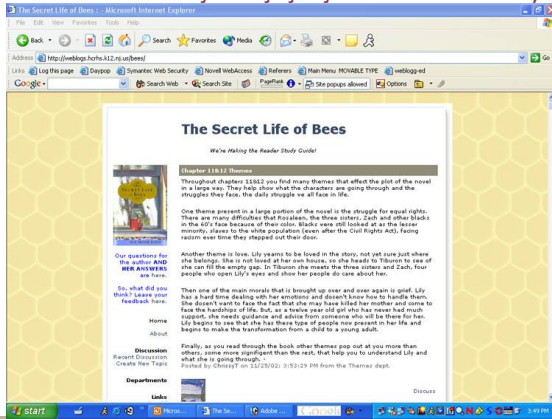 The Secret Life of Bees : - Microsoft Internet Explorer
File Edit View Favorites Tools Help
Back Search Favorites Media
Address http://weblogs.hcrhs.k12.nj.us/bees/ Go
Links Log this page Daypop Symantec Web Security Novell WebAccess Referers Main Menu MOVABLE TYPE weblogg-ed
Google Search Web Search Site PageRank Site popups allowed Options
The Secret Life of Bees
We're Making the Reader Study Guide!
Chapter 11&12 Themes
Throughout chapters 11&12 you find many themes that effect the plot of the novel
in a large way. They help show what the characters are going through and the
struggles they face, the daily struggle we all face in life.
One theme present in a large portion of the novel is the struggle for equal rights.
There are many difficulties that Rosaleen, the three sisters, Zach and other blacks
in the 60's face because of their color. Blacks were still looked at as the lesser
minority, slaves to the white population (even after the Civil Rights Act), facing
racism ever time they stepped out their door.
Another theme is love. Lily yearns to be loved in the story, not yet sure just where
she belongs. She is not loved at her own house, so she heads to Tiburon to see of
she can fill the empty gap. In Tiburon she meets the three sisters and Zach, four
people who open Lily's eyes and show her people do care about her.
Then one of the main morals that is brought up over and over again is grief. Lily
has a hard time dealing with her emotions and dosen't know how to handle them.
She dosen't want to face the fact that she may have killed her mother and come to
face the hardships of life. But, as a twelve year old girl who has never had much
support, she needs guidance and advice from someone who will be there for her.
Lily begins to see that she has these type of people now present in her life and
begins to make the transformation from a child to a young adult.
Finally, as you read through the book other themes pop out at you more than
others, some more signifigent than the rest, that help you to understand Lily and
what she is going through. -
Posted by ChrissyT on 11/25/02; 3:53:29 PM from the Themes dept.
Discuss
Our questions for
the author AND
HER ANSWERS
are here.
So, what did you
think? Leave your
feedback here.
Home
About
Discussion
Recent Discussion
Create New Topic
Departments
Links
start Micros... The Se... Adobe ... Google 3:49 PM